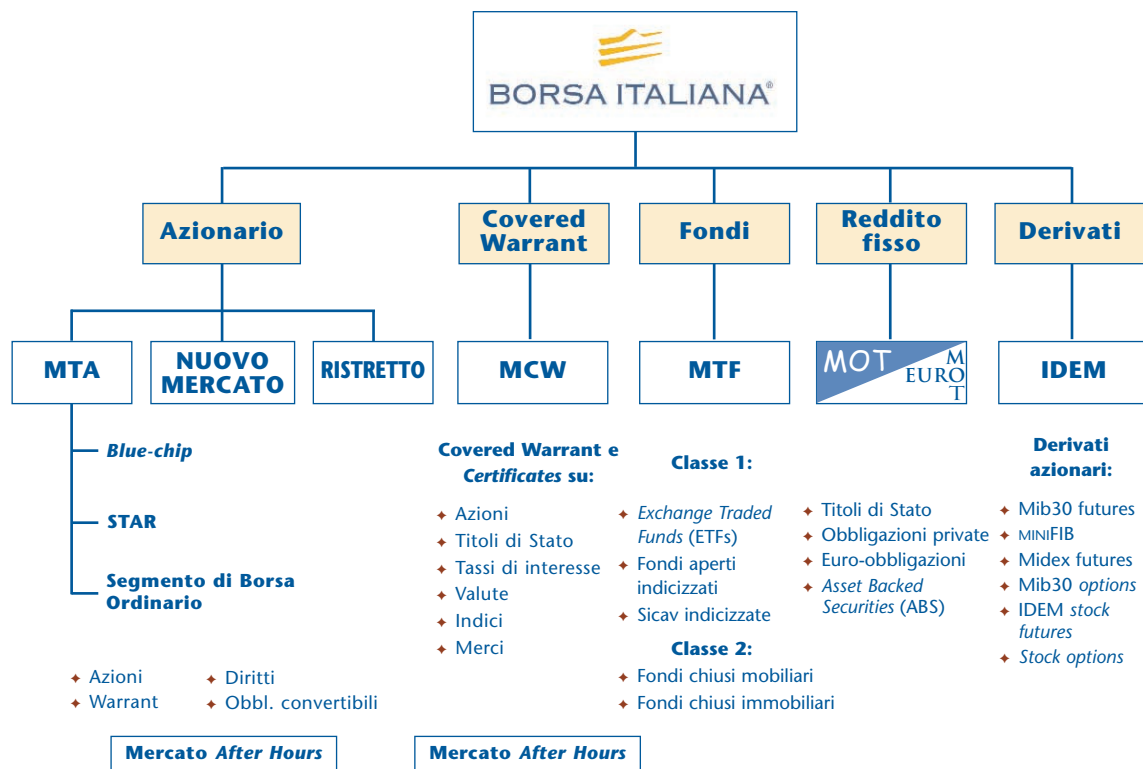 BORSA ITALIANA®
Azionario
Covered
Warrant
Fondi
Reddito
fisso
Derivati
MTA
NUOVO
MERCATO
RISTRETTO
MCW
MTF
MOT
EUROMOT
IDEM
Blue-chip
STAR
Segmento di Borsa
Ordinario
Azioni
Warrant
Diritti
Obbl. convertibili
Mercato After Hours
Covered Warrant e
Certificates su:
Azioni
Titoli di Stato
Tassi di interesse
Valute
Indici
Merci
Mercato After Hours
Classe 1:
Exchange Traded
Funds (ETFs)
Fondi aperti
indicizzati
Sicav indicizzate
Classe 2:
Fondi chiusi mobiliari
Fondi chiusi immobiliari
Titoli di Stato
Obbligazioni private
Euro-obbligazioni
Asset Backed
Securities (ABS)
Derivati
azionari:
Mib30 futures
MINIFIB
Midex futures
Mib30 options
IDEM stock
futures
Stock options